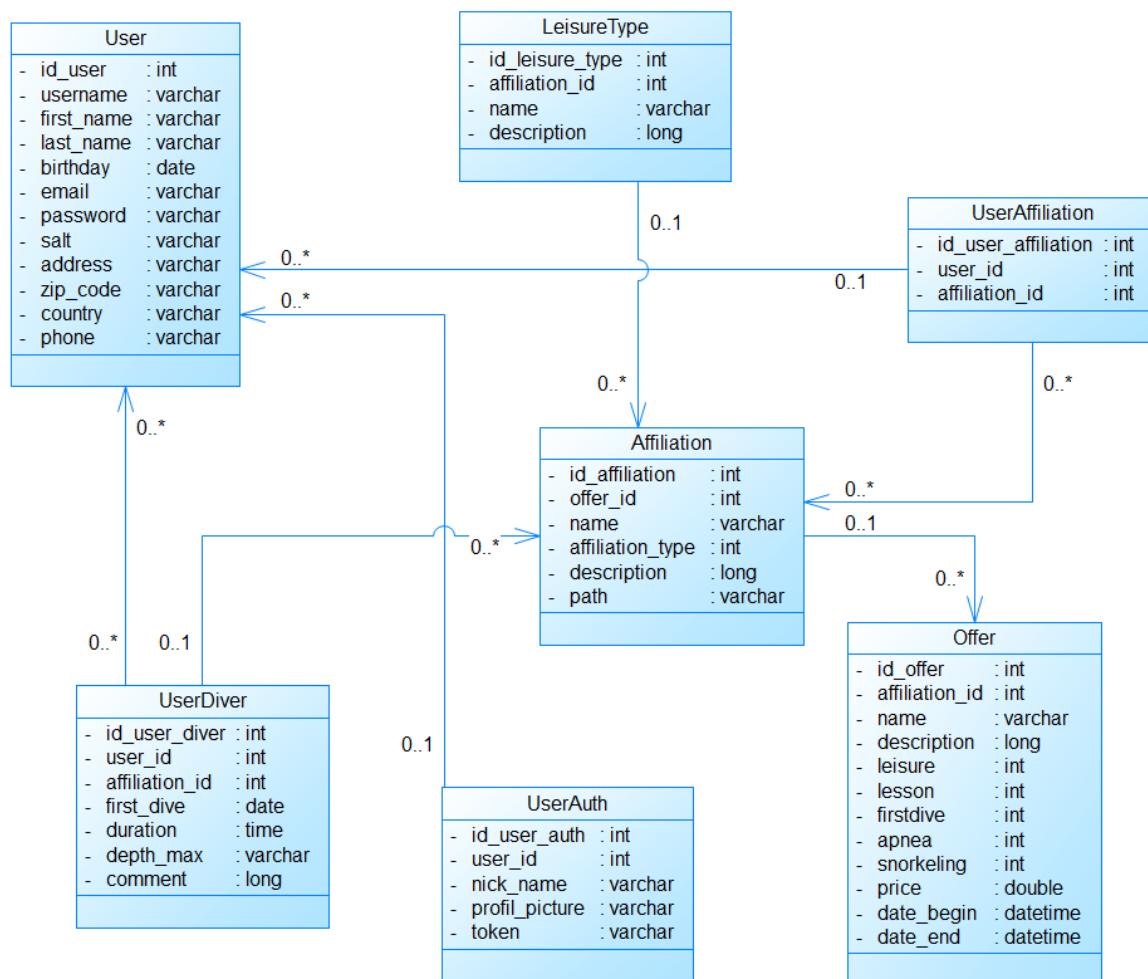 User
- id_user : int
- username : varchar
- first_name : varchar
- last_name : varchar
- birthday : date
- email : varchar
- password : varchar
- salt : varchar
- address : varchar
- zip_code : varchar
- country : varchar
- phone : varchar
LeisureType
- id_leisure_type : int
- affiliation_id : int
- name : varchar
- description : long
0..1
UserAffiliation
- id_user_affiliation : int
- user_id : int
- affiliation_id : int
0..*
0..1
0..*
0..*
0..*
0..*
Affiliation
- id_affiliation : int
- offer_id : int
- name : varchar
- affiliation_type : int
- description : long
- path : varchar
0..*
0..1
0..*
0..*
0..*
0..1
UserDiver
- id_user_diver : int
- user_id : int
- affiliation_id : int
- first_dive : date
- duration : time
- depth_max : varchar
- comment : long
0..1
UserAuth
- id_user_auth : int
- user_id : int
- nick_name : varchar
- profil_picture : varchar
- token : varchar
Offer
- id_offer : int
- affiliation_id : int
- name : varchar
- description : long
- leisure : int
- lesson : int
- firstdive : int
- apnea : int
- snorkeling : int
- price : double
- date_begin : datetime
- date_end : datetime